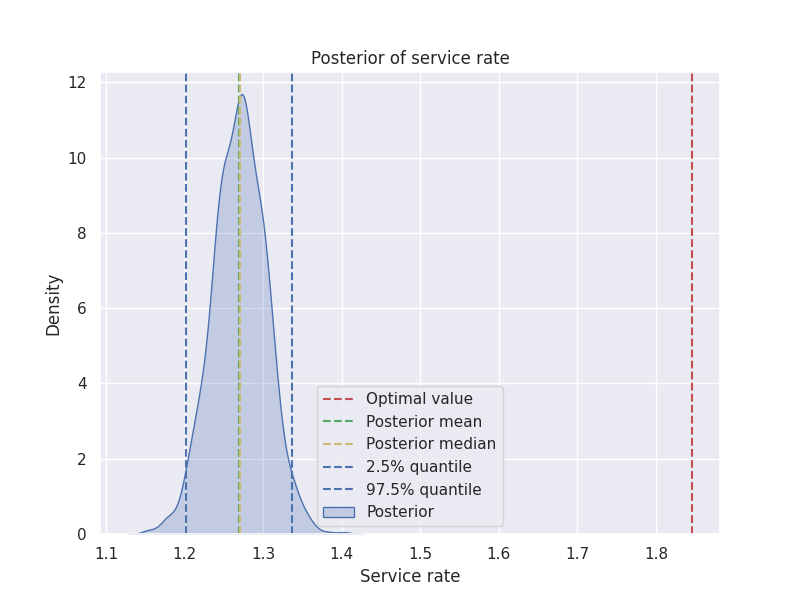 Posterior of service rate
12
10
8
6
4
2
0
Density
Optimal value
Posterior mean
Posterior median
2.5% quantile
97.5% quantile
Posterior
1.1 1.2 1.3 1.4 1.5 1.6 1.7 1.8
Service rate